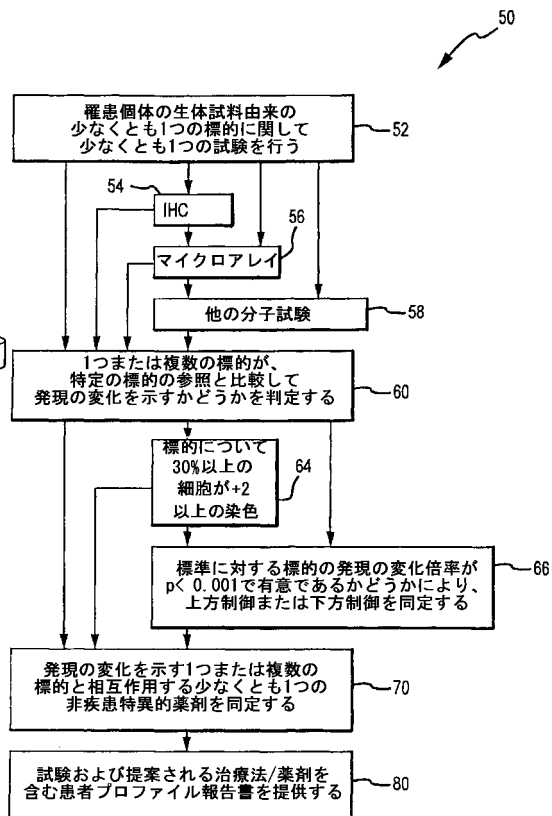 50
罹患個体の生体試料由来の
少なくとも1つの標的に関して
少なくとも1つの試験を行う
52
54
IHC
56
マイクロアレイ
他の分子試験
58
1つまたは複数の標的が、
特定の標的の参照と比較して
発現の変化を示すかどうかを判定する
60
標的について
30%以上の
細胞が+2
以上の染色
64
標準に対する標的の発現の変化倍率が
p< 0.001で有意であるかどうかにより、
上方制御または下方制御を同定する
66
発現の変化を示す1つまたは複数の
標的と相互作用する少なくとも1つの
非疾患特異的薬剤を同定する
70
試験および提案される治療法/薬剤を
含む患者プロファイル報告書を提供する
80